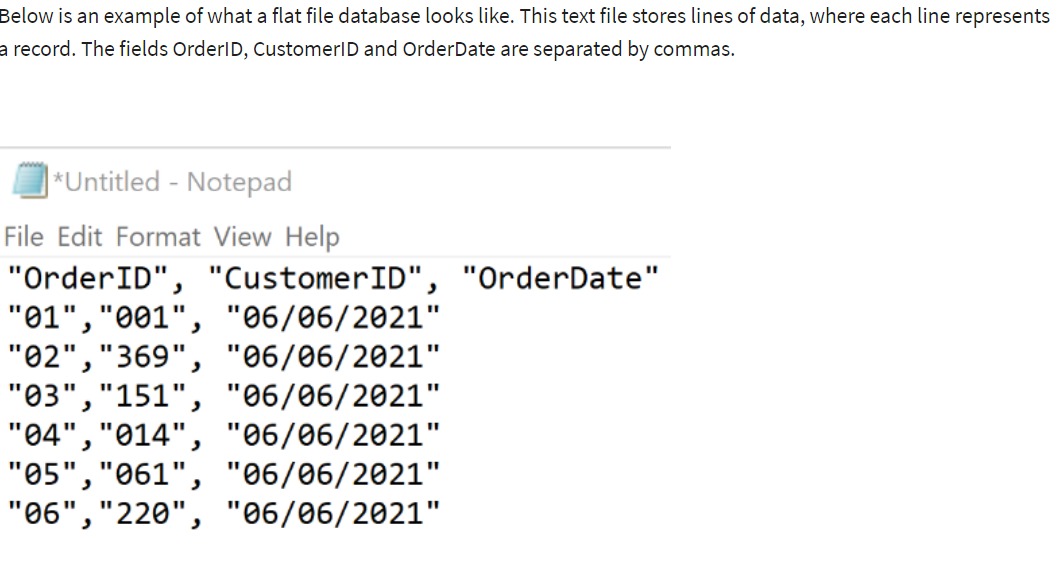 Below is an example of what a flat file database looks like. This text file stores lines of data, where each line represents
a record. The fields OrderID, CustomerID and OrderDate are separated by commas.
*Untitled - Notepad
File Edit Format View Help
"OrderID", "CustomerID", "OrderDate"
"01","001", "06/06/2021"
"02","369", "06/06/2021"
"03","151", "06/06/2021"
"04","014", "06/06/2021"
"05","061", "06/06/2021"
"06","220", "06/06/2021"